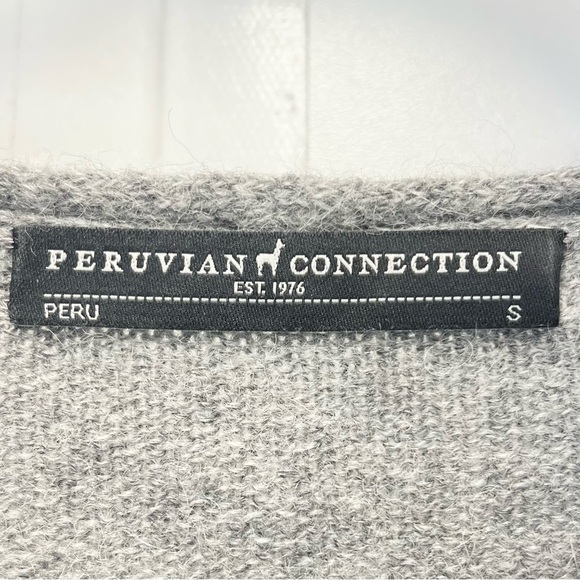 PERUVIAN CONNECTION
EST. 1976
PERU S